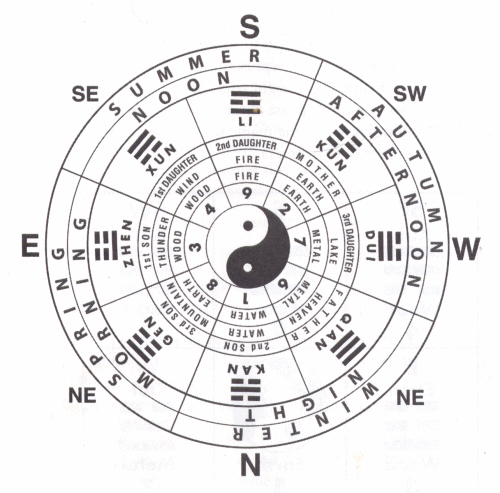 S
SE
SW
E
W
NE
NE
N
SUMMER
AUTUMN
WINTER
SPRING
NOON
AFTERNOON
NIGHT
MORNING
LI
2nd DAUGHTER
FIRE
FIRE
9
KUN
MOTHER
EARTH
EARTH
2
DUI
3rd DAUGHTER
LAKE
METAL
7
QIAN
FATHER
HEAVEN
METAL
6
KAN
2nd SON
WATER
WATER
1
GEN
3rd SON
MOUNTAIN
EARTH
8
ZHEN
1st SON
THUNDER
WOOD
3
XUN
1st DAUGHTER
WIND
WOOD
4